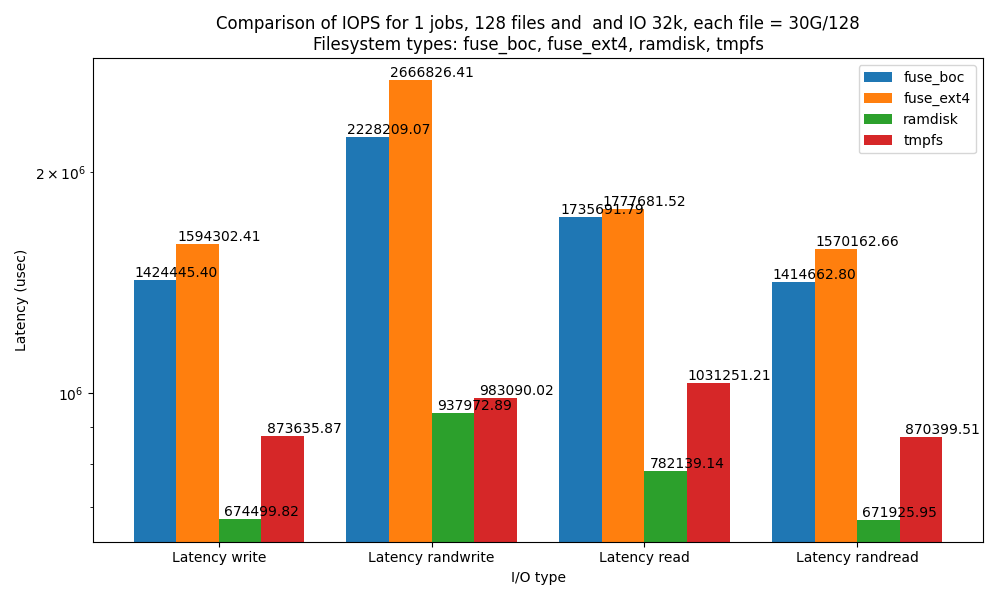 Comparison of IOPS for 1 jobs, 128 files and  and IO 32k, each file = 30G/128
Filesystem types: fuse_boc, fuse_ext4, ramdisk, tmpfs
fuse_boc
fuse_ext4
ramdisk
tmpfs
Latency (usec)
2 × 10^6
10^6
1424445.40
1594302.41
674499.82
873635.87
2228209.07
2666826.41
937972.89
983090.02
1735691.79
1777681.52
782139.14
1031251.21
1414662.80
1570162.66
671925.95
870399.51
Latency write
Latency randwrite
Latency read
Latency randread
I/O type